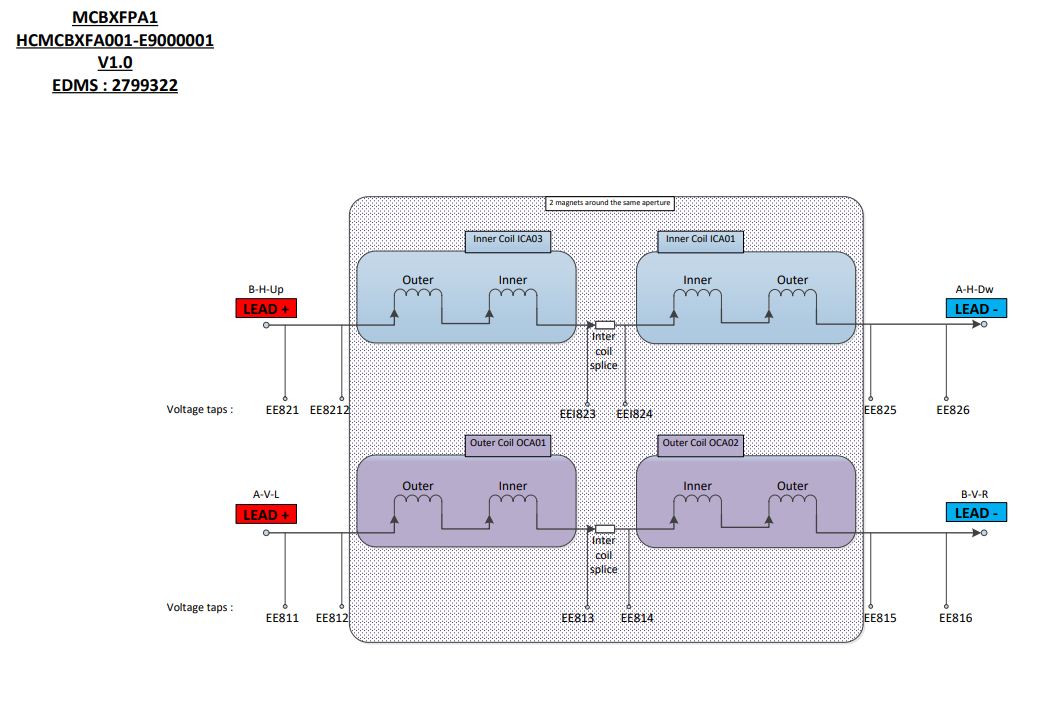 MCBXFPA1
HCMCBXFA001-E9000001
V1.0
EDMS : 2799322
2 magnets around the same aperture
Inner Coil ICA03
Inner Coil ICA01
Outer
Inner
Inner
Outer
B-H-Up
LEAD +
A-H-Dw
LEAD -
Inter
coil
splice
Voltage taps :
EE821
EE8212
EEI823
EEI824
EE825
EE826
Outer Coil OCA01
Outer Coil OCA02
Outer
Inner
Inner
Outer
A-V-L
LEAD +
B-V-R
LEAD -
Inter
coil
splice
Voltage taps :
EE811
EE812
EE813
EE814
EE815
EE816